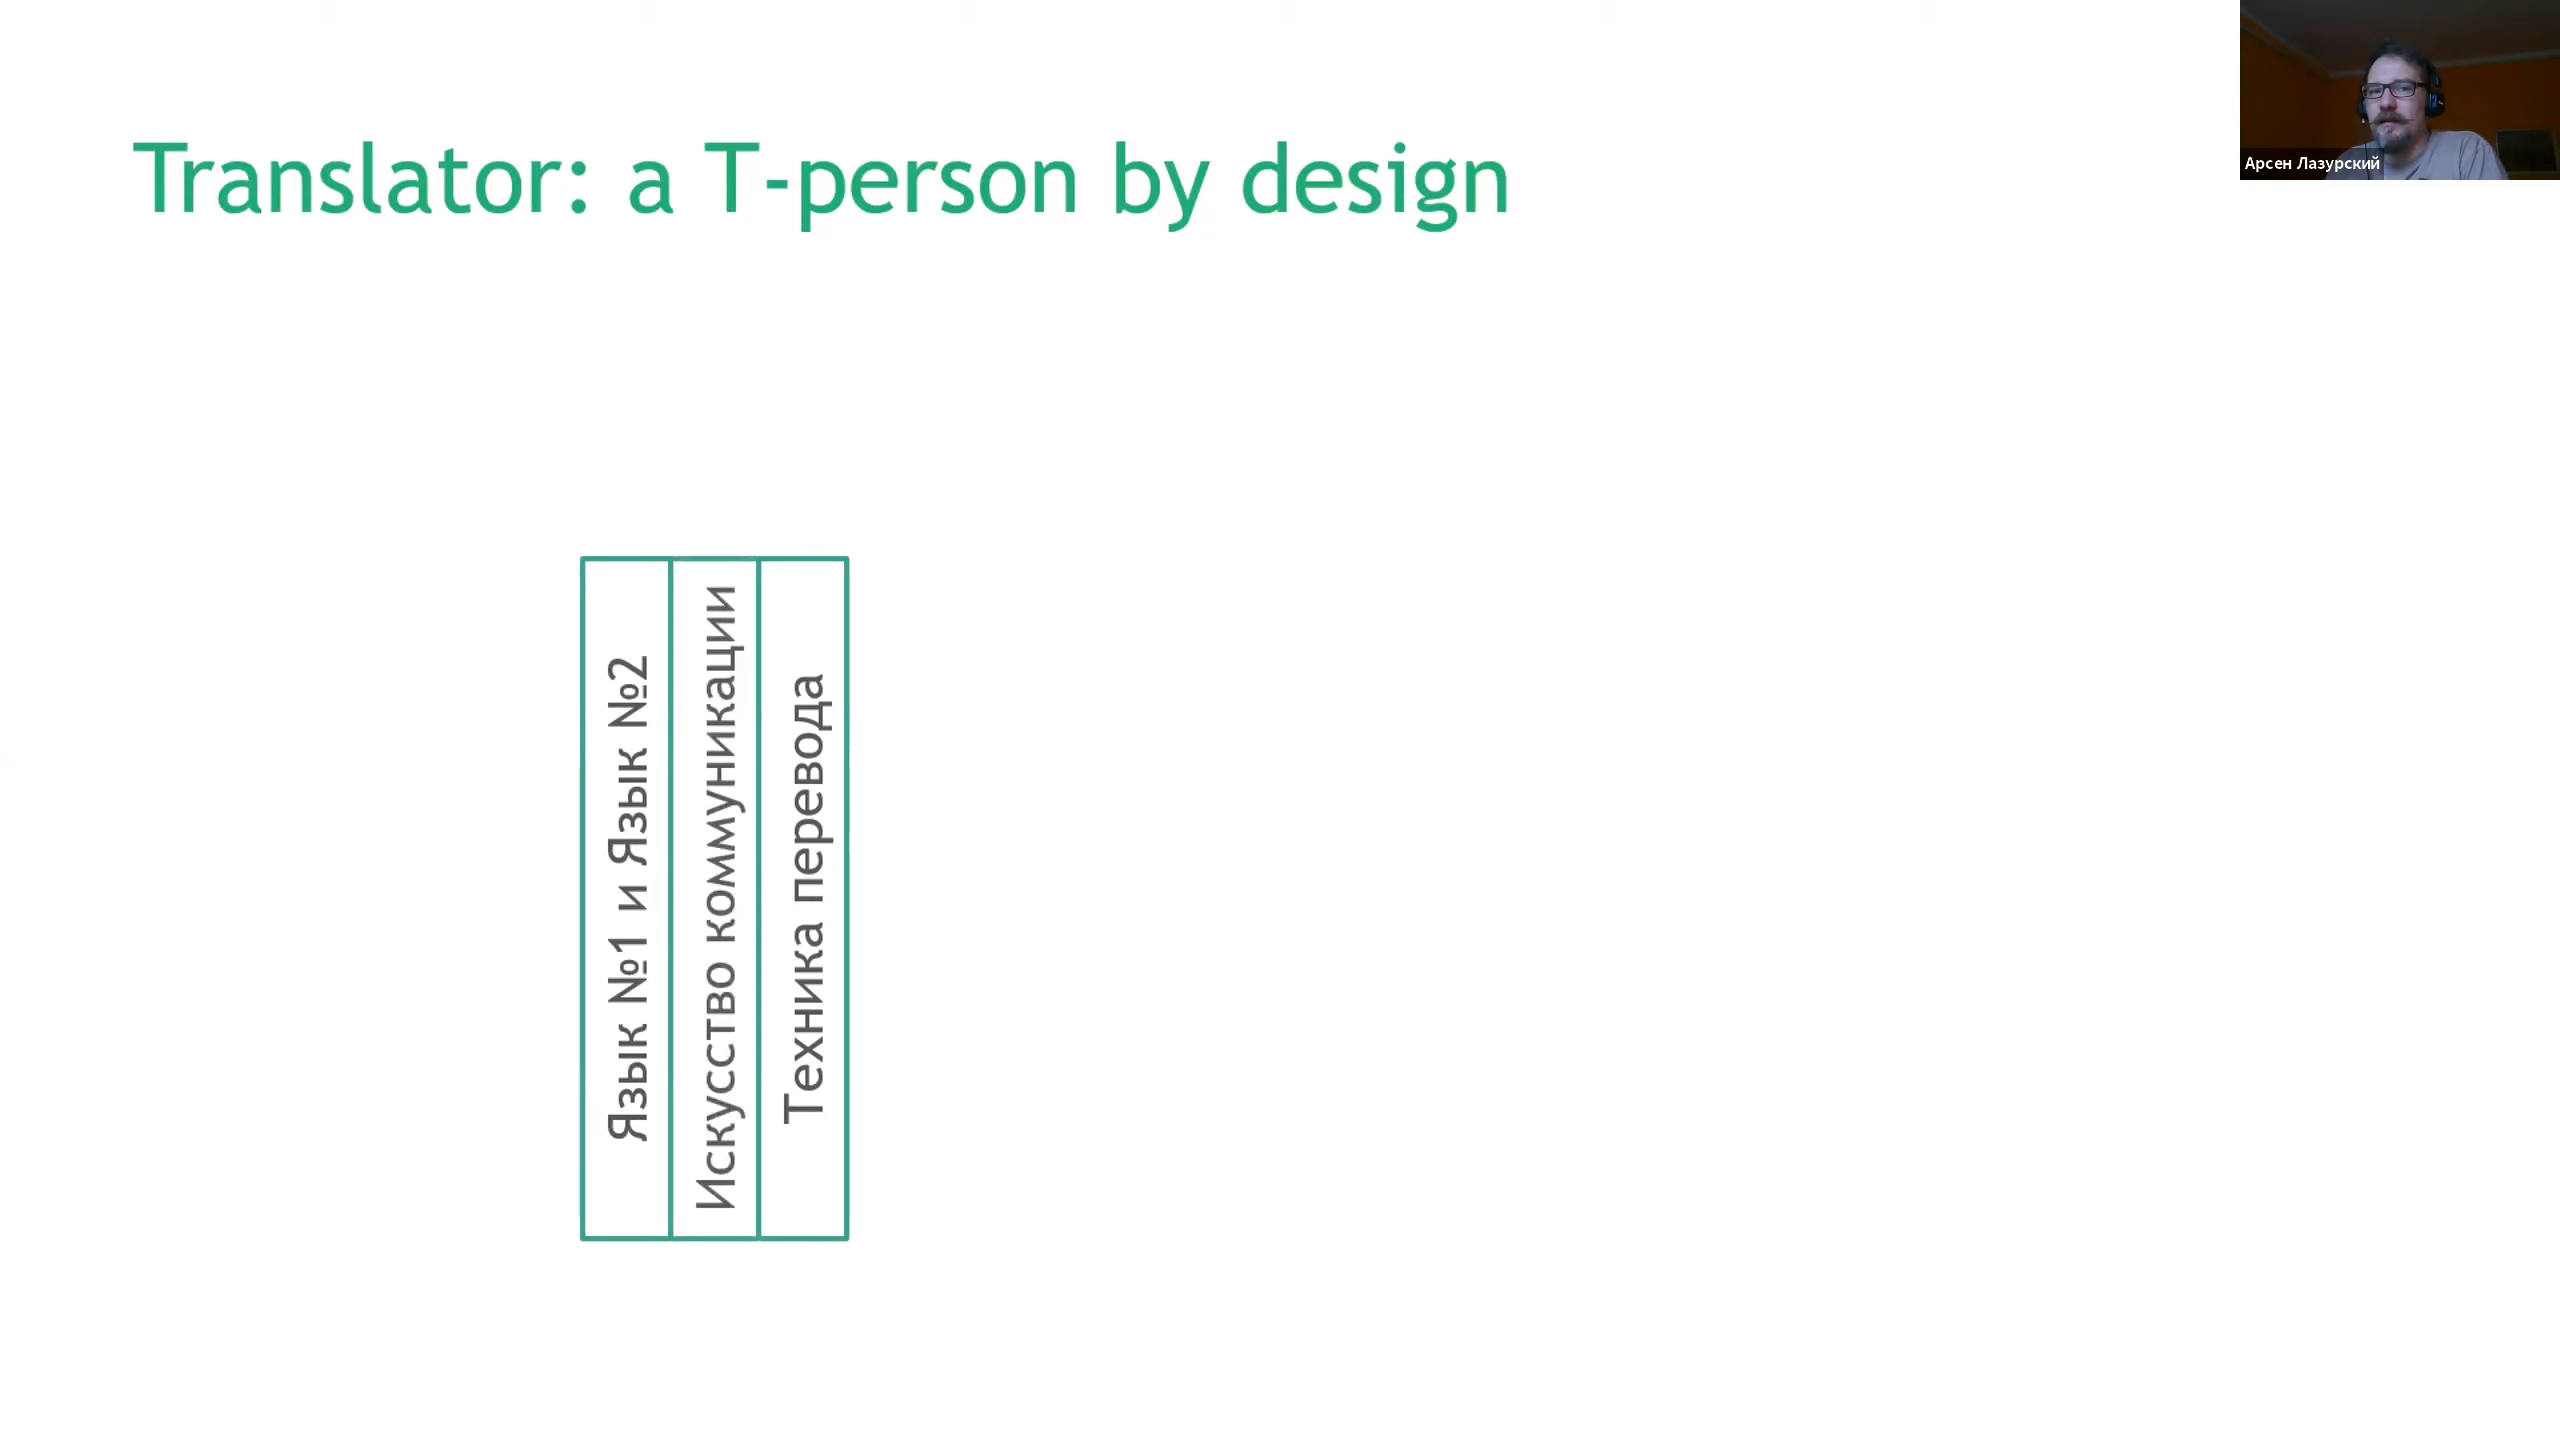 Translator: a T-person by design
Арсен Лазурский
Язык №1 и Язык №2
Искусство коммуникации
Техника перевода